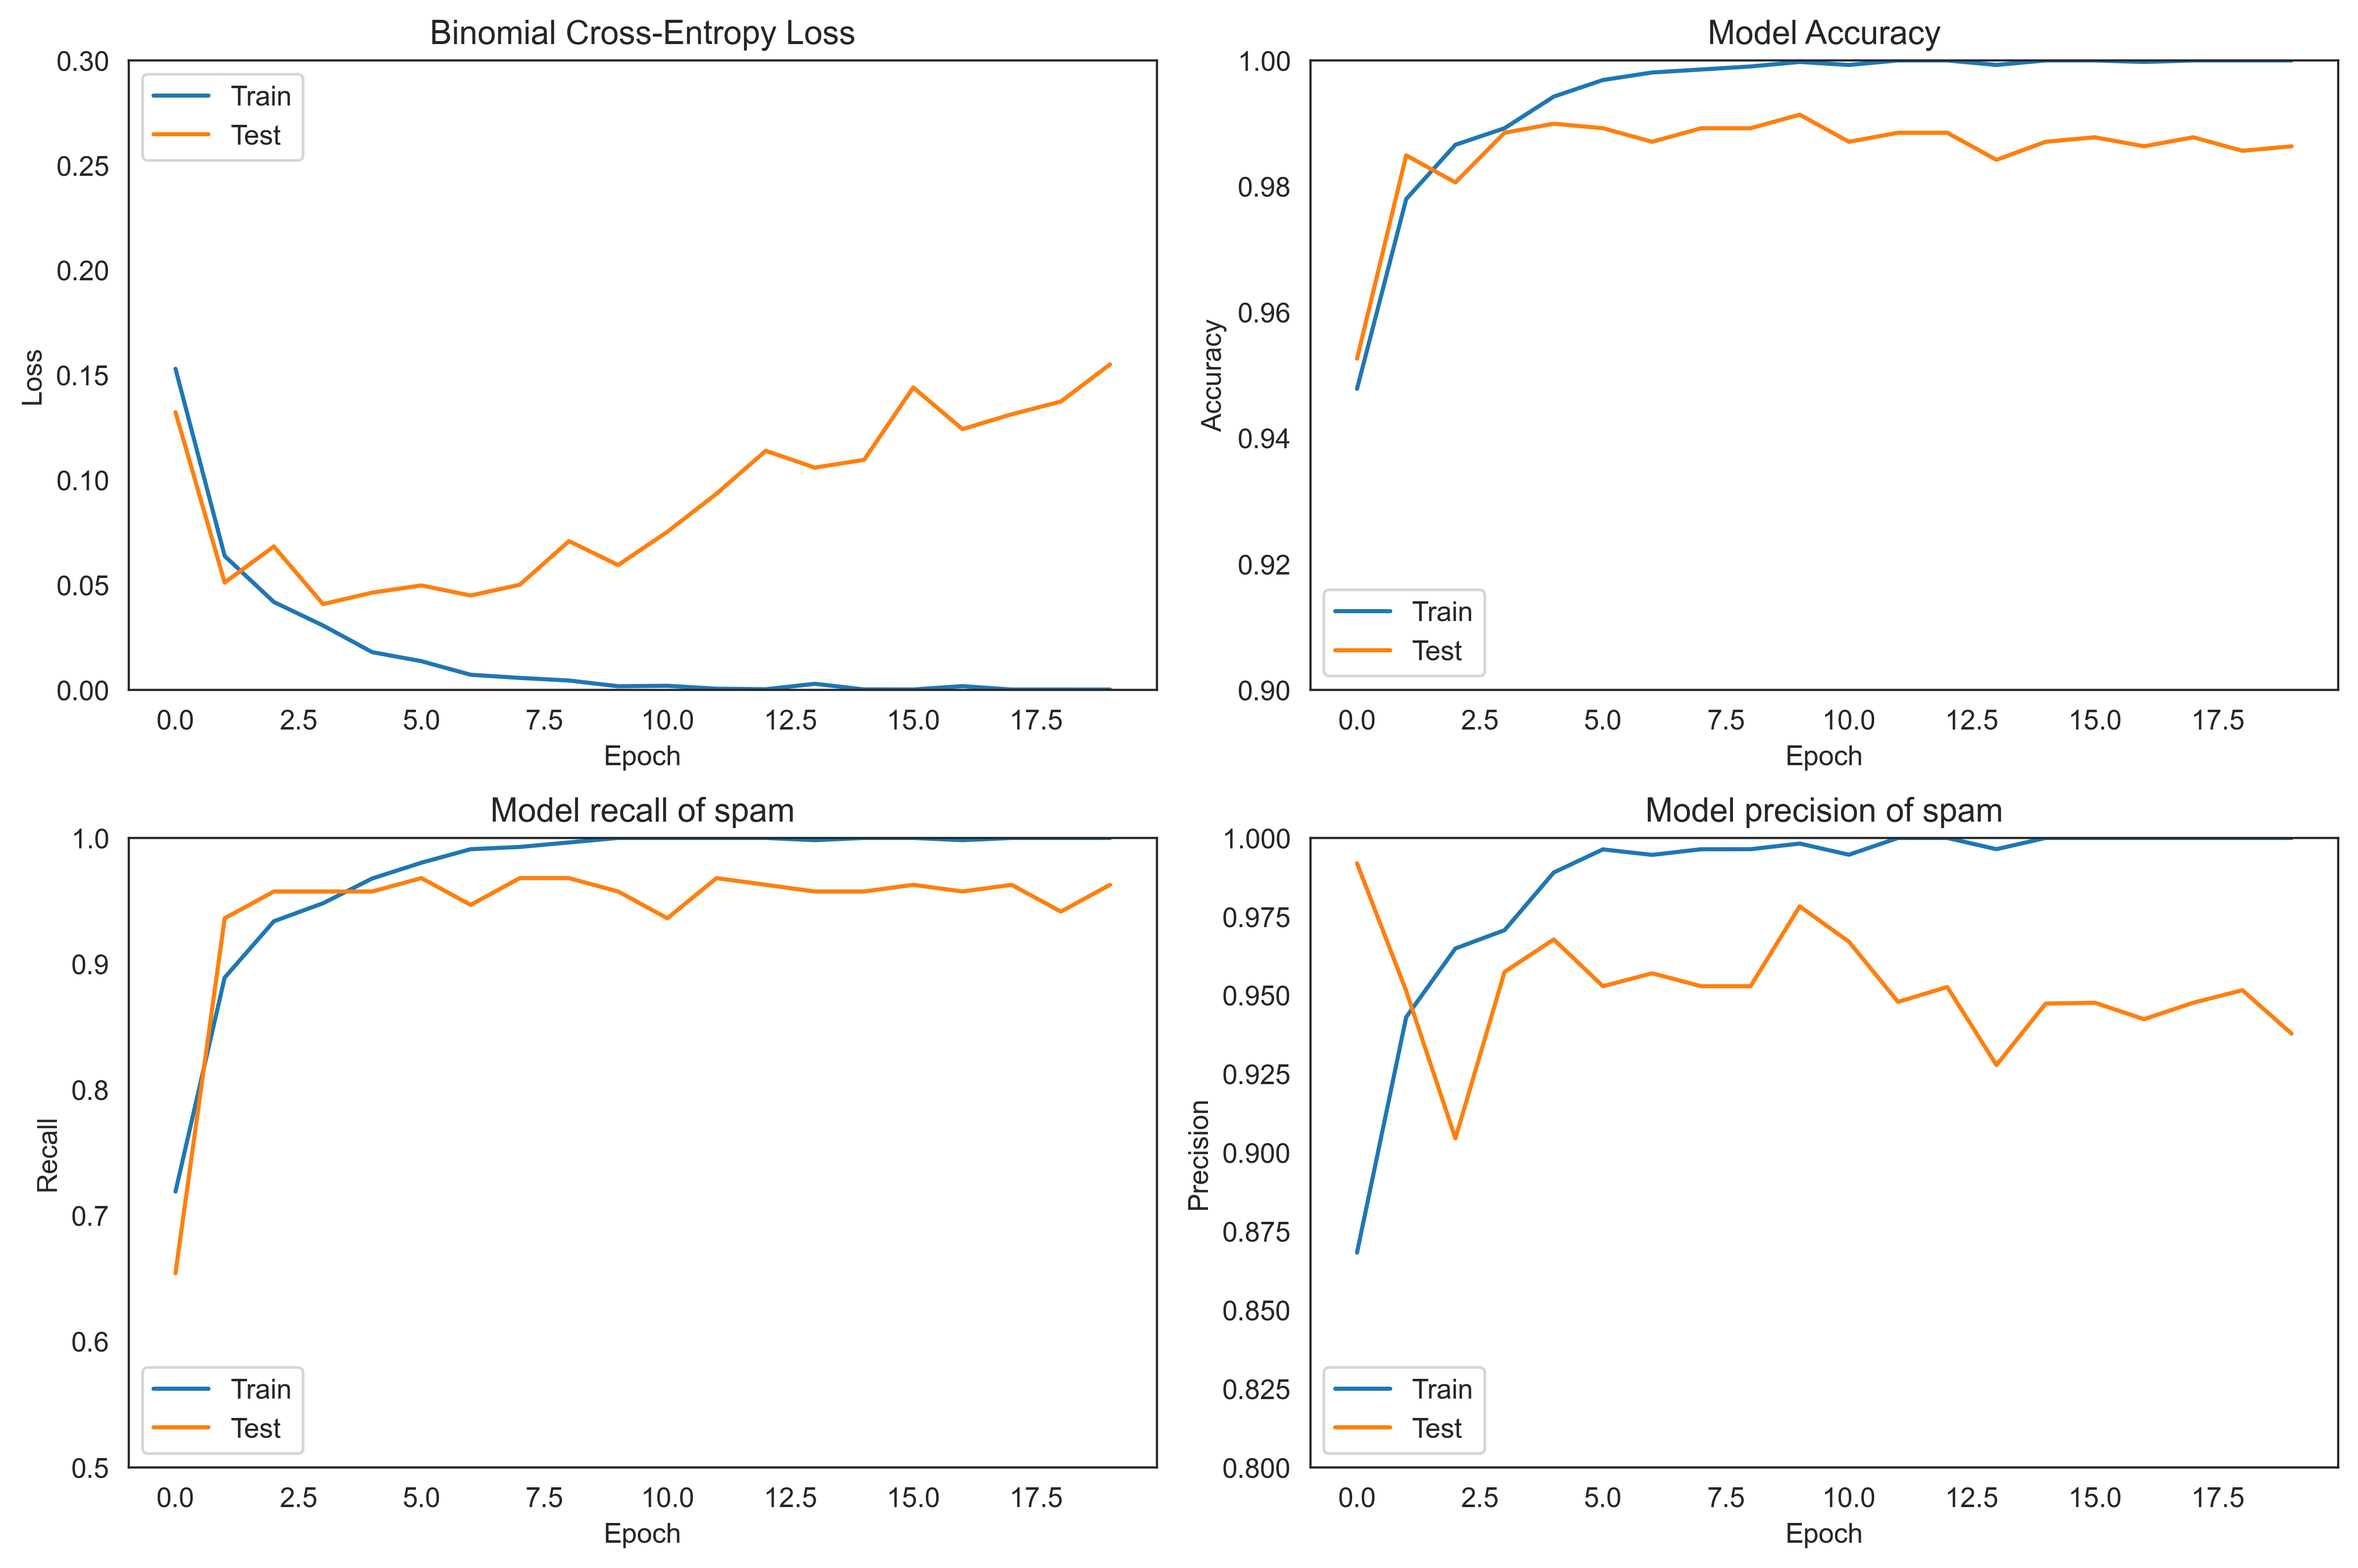 Binomial Cross-Entropy Loss
0.30
0.25
0.20
0.15
0.10
0.05
0.00
Loss
Train
Test
0.0 2.5 5.0 7.5 10.0 12.5 15.0 17.5
Epoch
Model Accuracy
1.00
0.98
0.96
0.94
0.92
0.90
Accuracy
Train
Test
0.0 2.5 5.0 7.5 10.0 12.5 15.0 17.5
Epoch
Model recall of spam
1.0
0.9
0.8
0.7
0.6
0.5
Recall
Train
Test
0.0 2.5 5.0 7.5 10.0 12.5 15.0 17.5
Epoch
Model precision of spam
1.000
0.975
0.950
0.925
0.900
0.875
0.850
0.825
0.800
Precision
Train
Test
0.0 2.5 5.0 7.5 10.0 12.5 15.0 17.5
Epoch